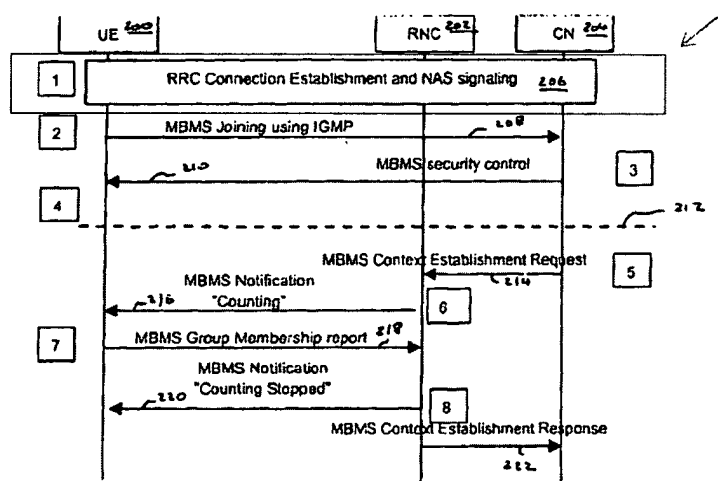 UE 200
RNC 202
CN 204
1
RRC Connection Establishment and NAS signaling 206
2
MBMS Joining using IGMP 208
210
MBMS security control
3
4
212
MBMS Context Establishment Request
214
5
MBMS Notification
216
"Counting"
6
7
MBMS Group Membership report 218
MBMS Notification
"Counting Stopped"
220
8
MBMS Context Establishment Response
222